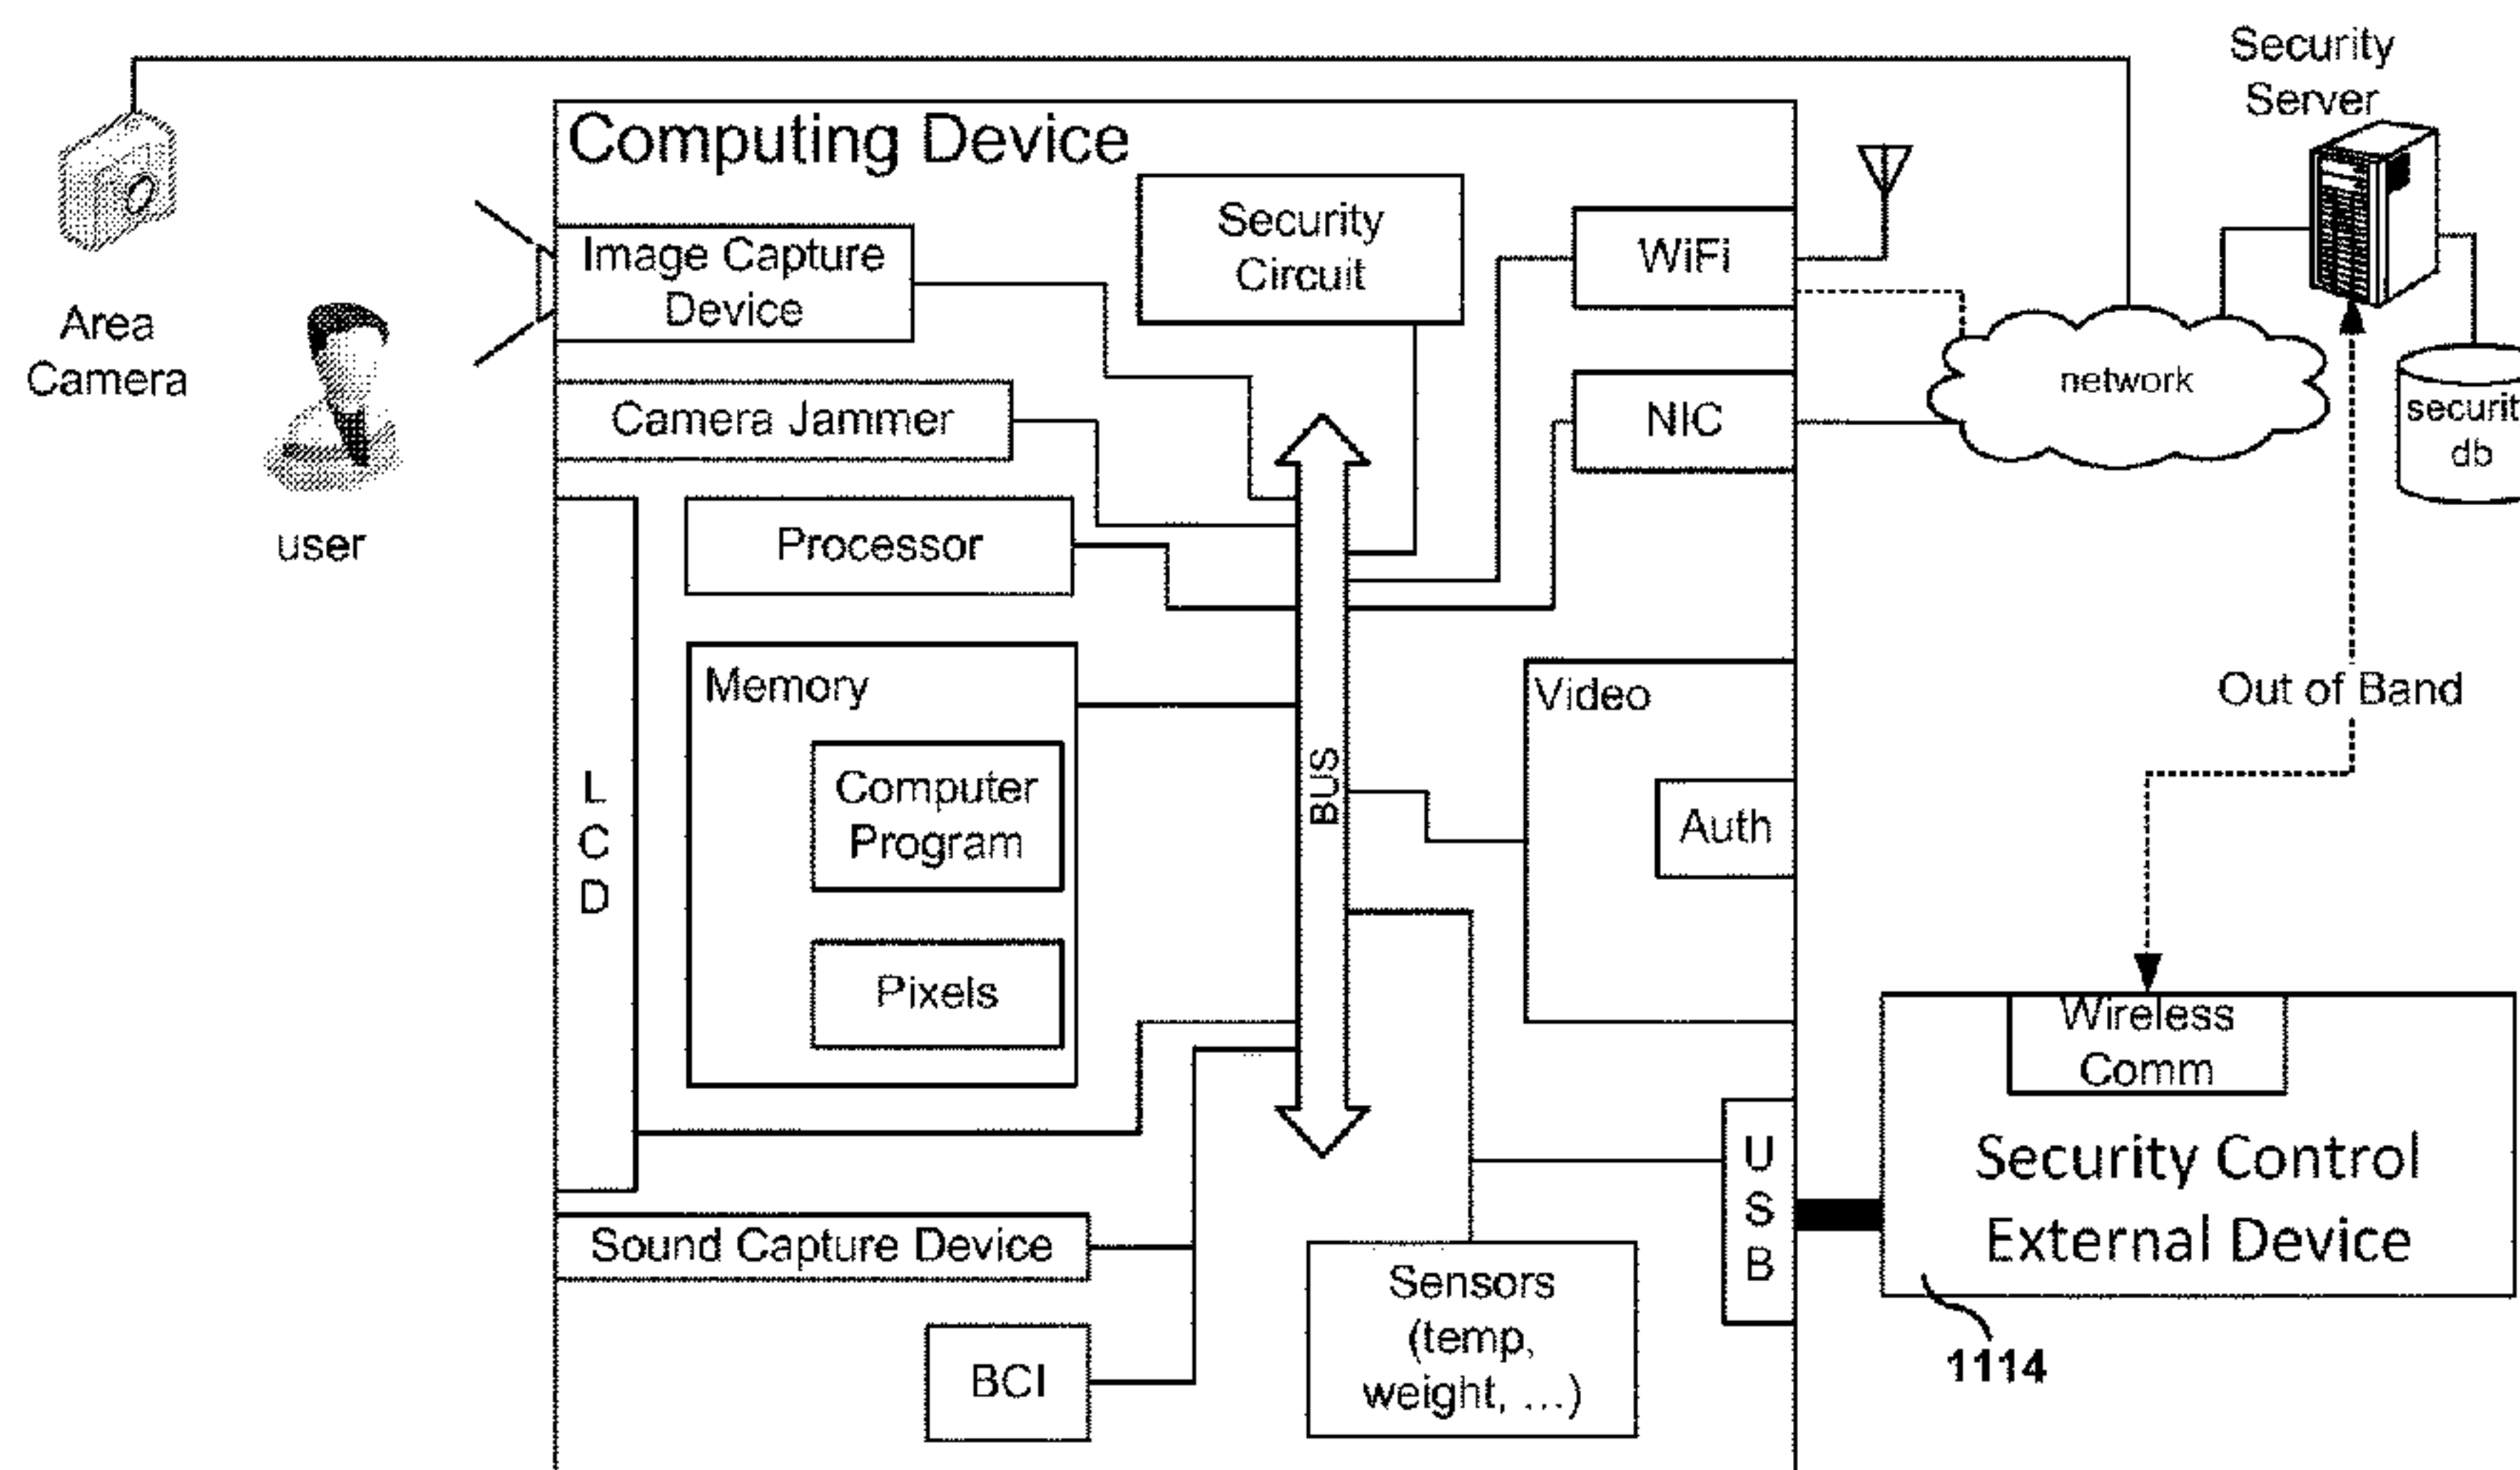 Security
Server
Computing Device
Area
Camera
user
Image Capture
Device
Security
Circuit
WiFi
Camera Jammer
NIC
network
db
Processor
Memory
Computer
Program
Pixels
L
C
D
BUS
Video
Auth
Out of Band
Wireless
Comm
Security Control
External Device
1114
U
S
B
Sound Capture Device
BCI
Sensors
(temp,
weight, ...)